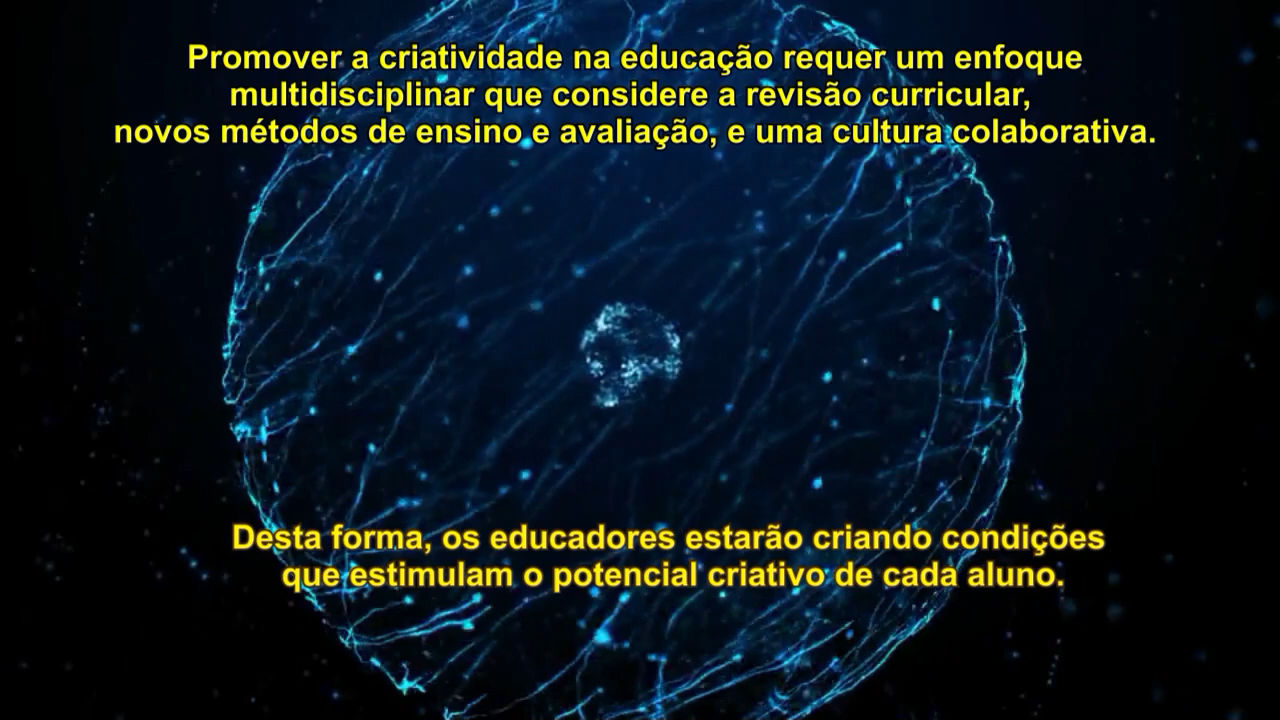 Promover a criatividade na educação requer um enfoque
multidisciplinar que considere a revisão curricular,
novos métodos de ensino e avaliação, e uma cultura colaborativa.
Desta forma, os educadores estarão criando condições
que estimulam o potencial criativo de cada aluno.